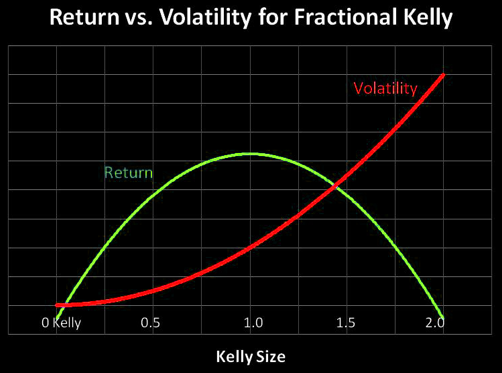 Return vs. Volatility for Fractional Kelly
Volatility
Return
0 Kelly 0.5 1.0 1.5 2.0
Kelly Size